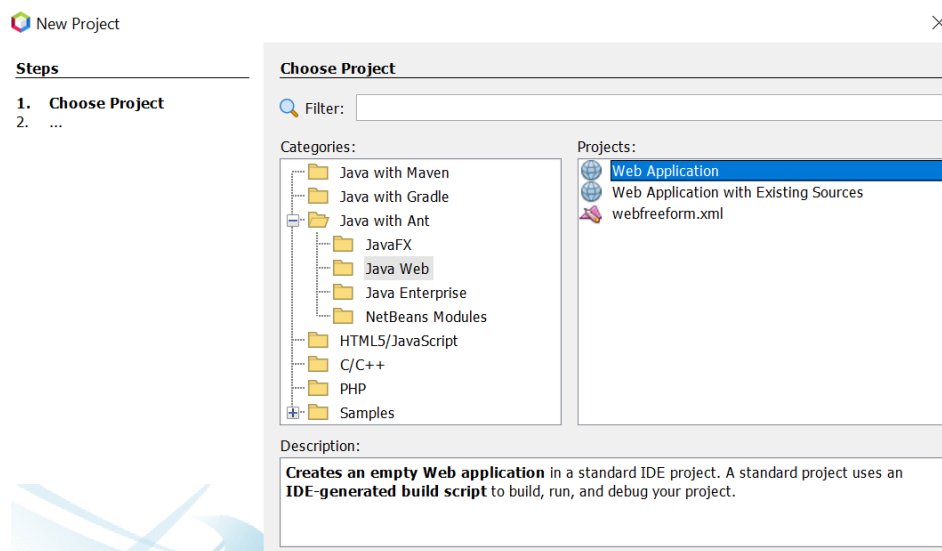 New Project
Steps
1. Choose Project
2. ...
Choose Project
Filter:
Categories:
Java with Maven
Java with Gradle
Java with Ant
JavaFX
Java Web
Java Enterprise
NetBeans Modules
HTML5/JavaScript
C/C++
PHP
Samples
Projects:
Web Application
Web Application with Existing Sources
webfreeform.xml
Description:
Creates an empty Web application in a standard IDE project. A standard project uses an
IDE-generated build script to build, run, and debug your project.